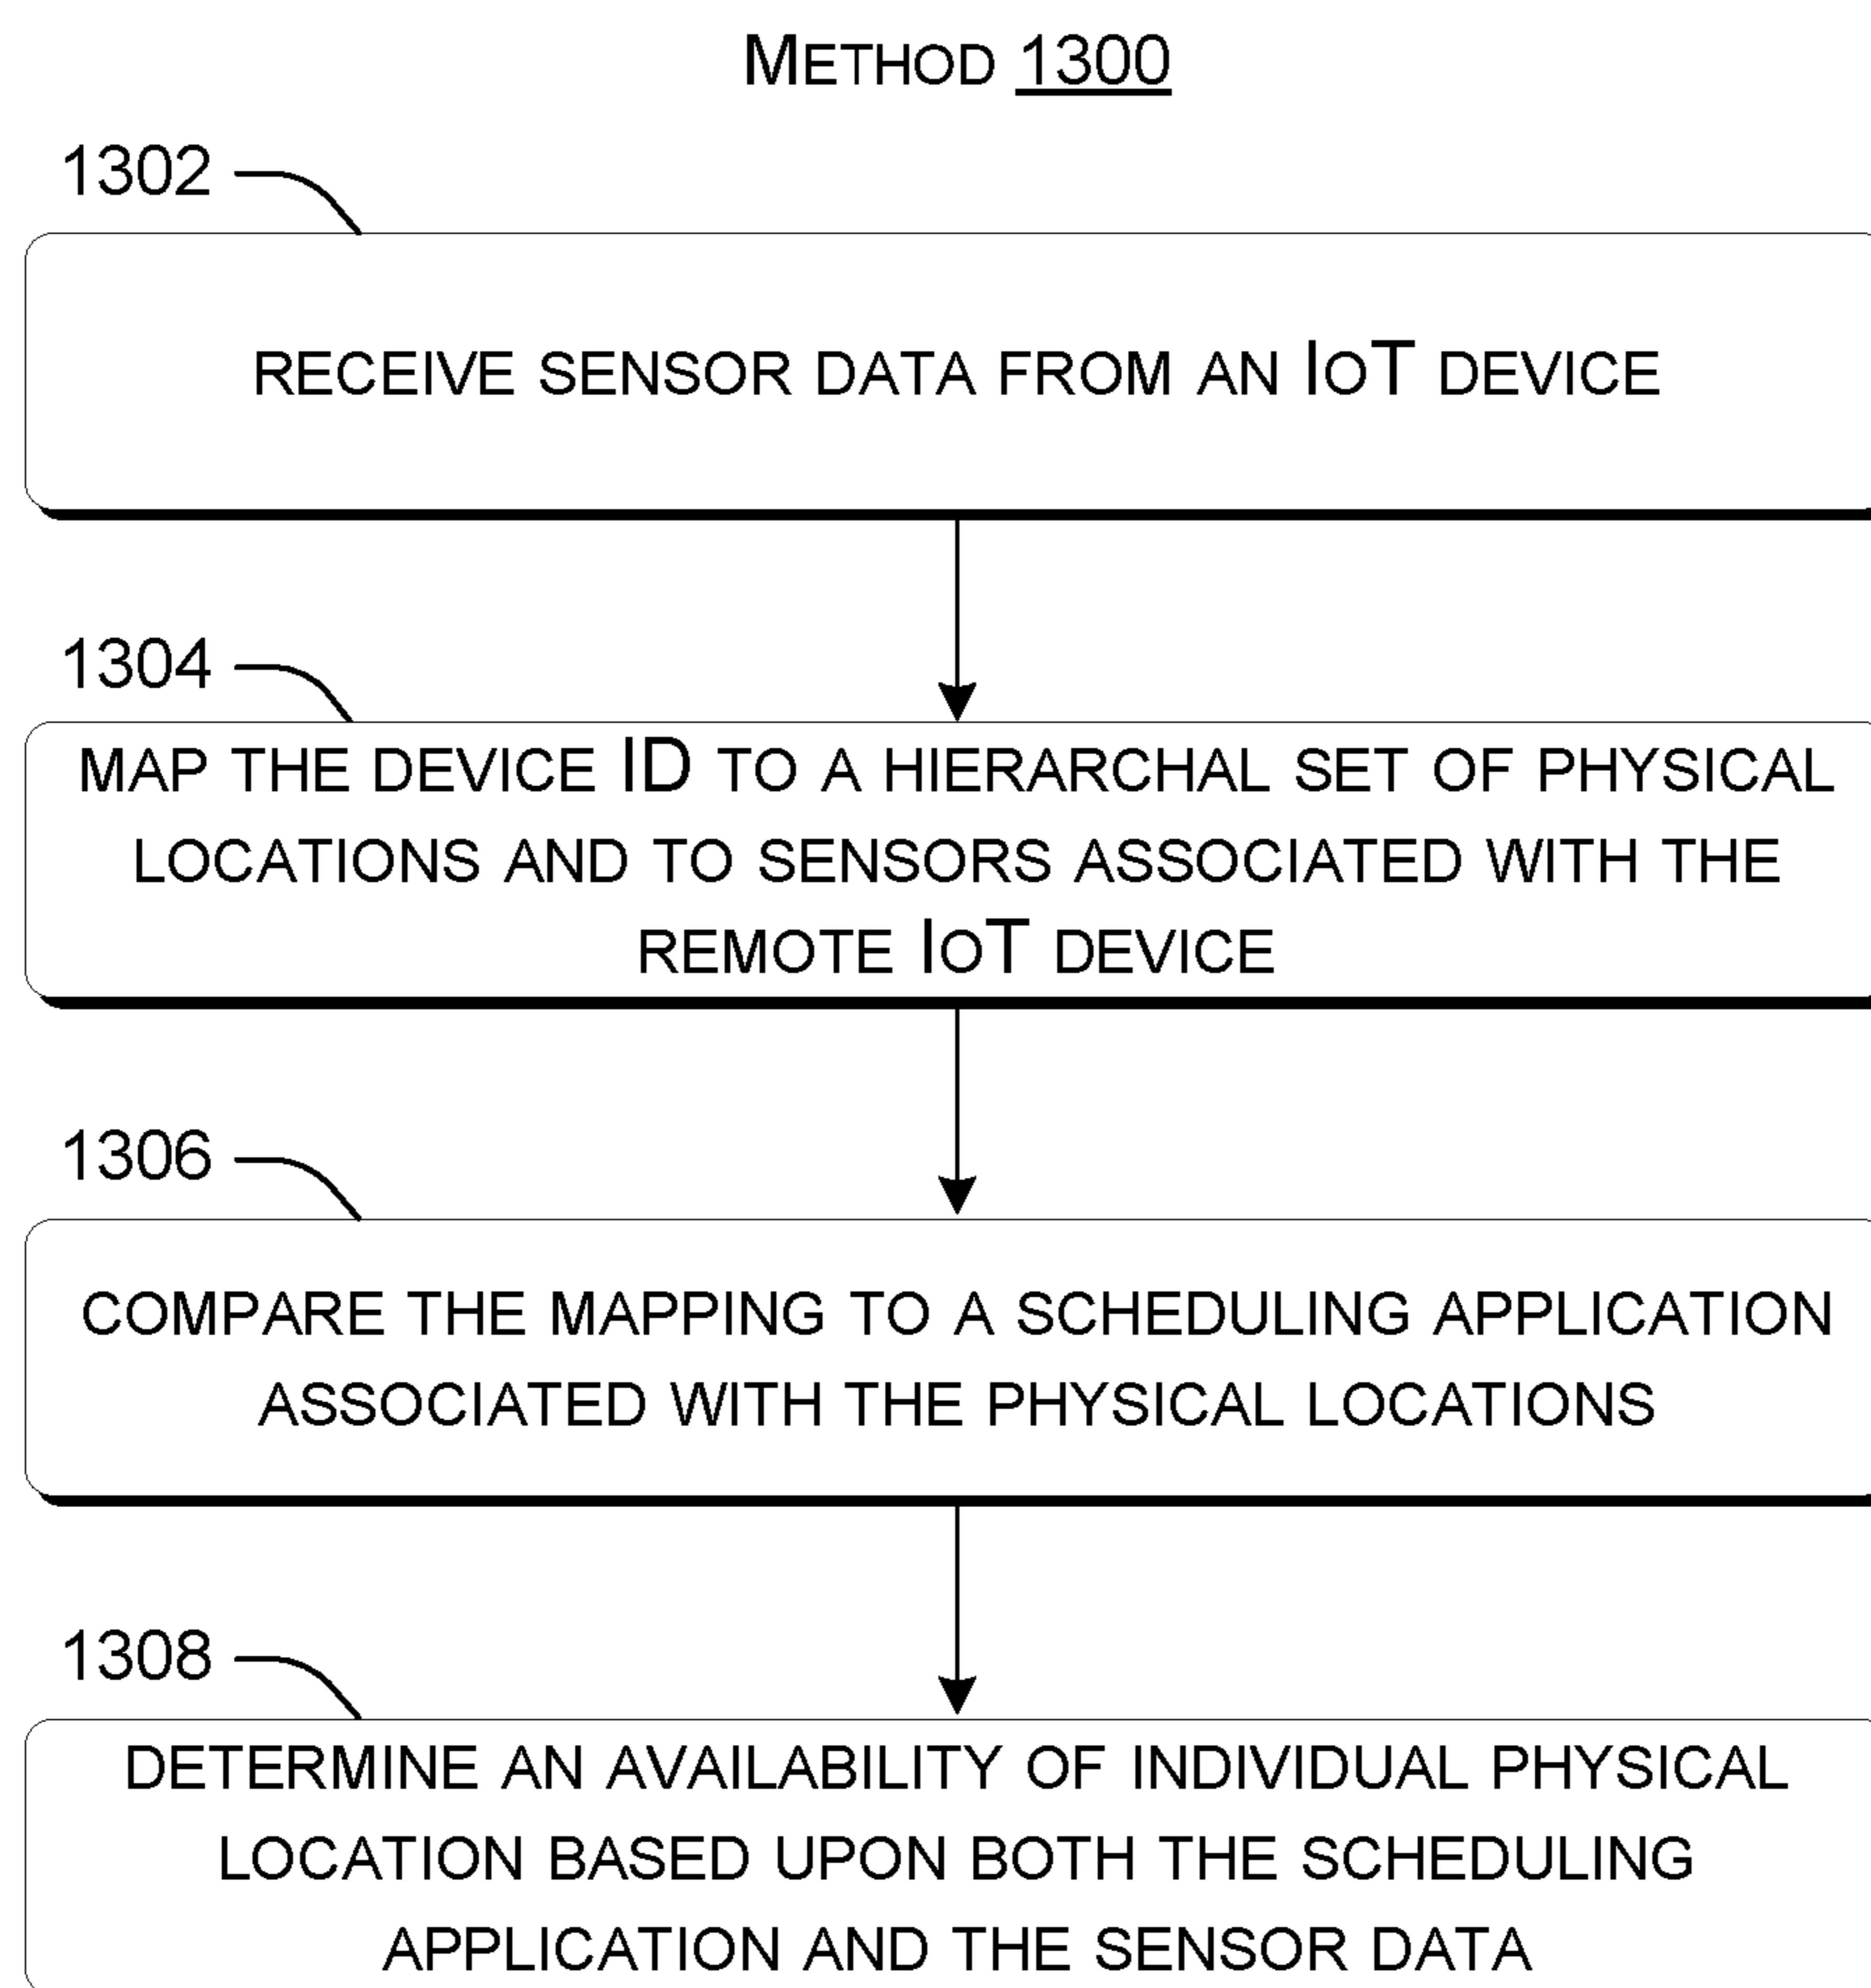 METHOD 1300
1302
RECEIVE SENSOR DATA FROM AN IOT DEVICE
1304
MAP THE DEVICE ID TO A HIERARCHAL SET OF PHYSICAL
LOCATIONS AND TO SENSORS ASSOCIATED WITH THE
REMOTE IOT DEVICE
1306
COMPARE THE MAPPING TO A SCHEDULING APPLICATION
ASSOCIATED WITH THE PHYSICAL LOCATIONS
1308
DETERMINE AN AVAILABILITY OF INDIVIDUAL PHYSICAL
LOCATION BASED UPON BOTH THE SCHEDULING
APPLICATION AND THE SENSOR DATA